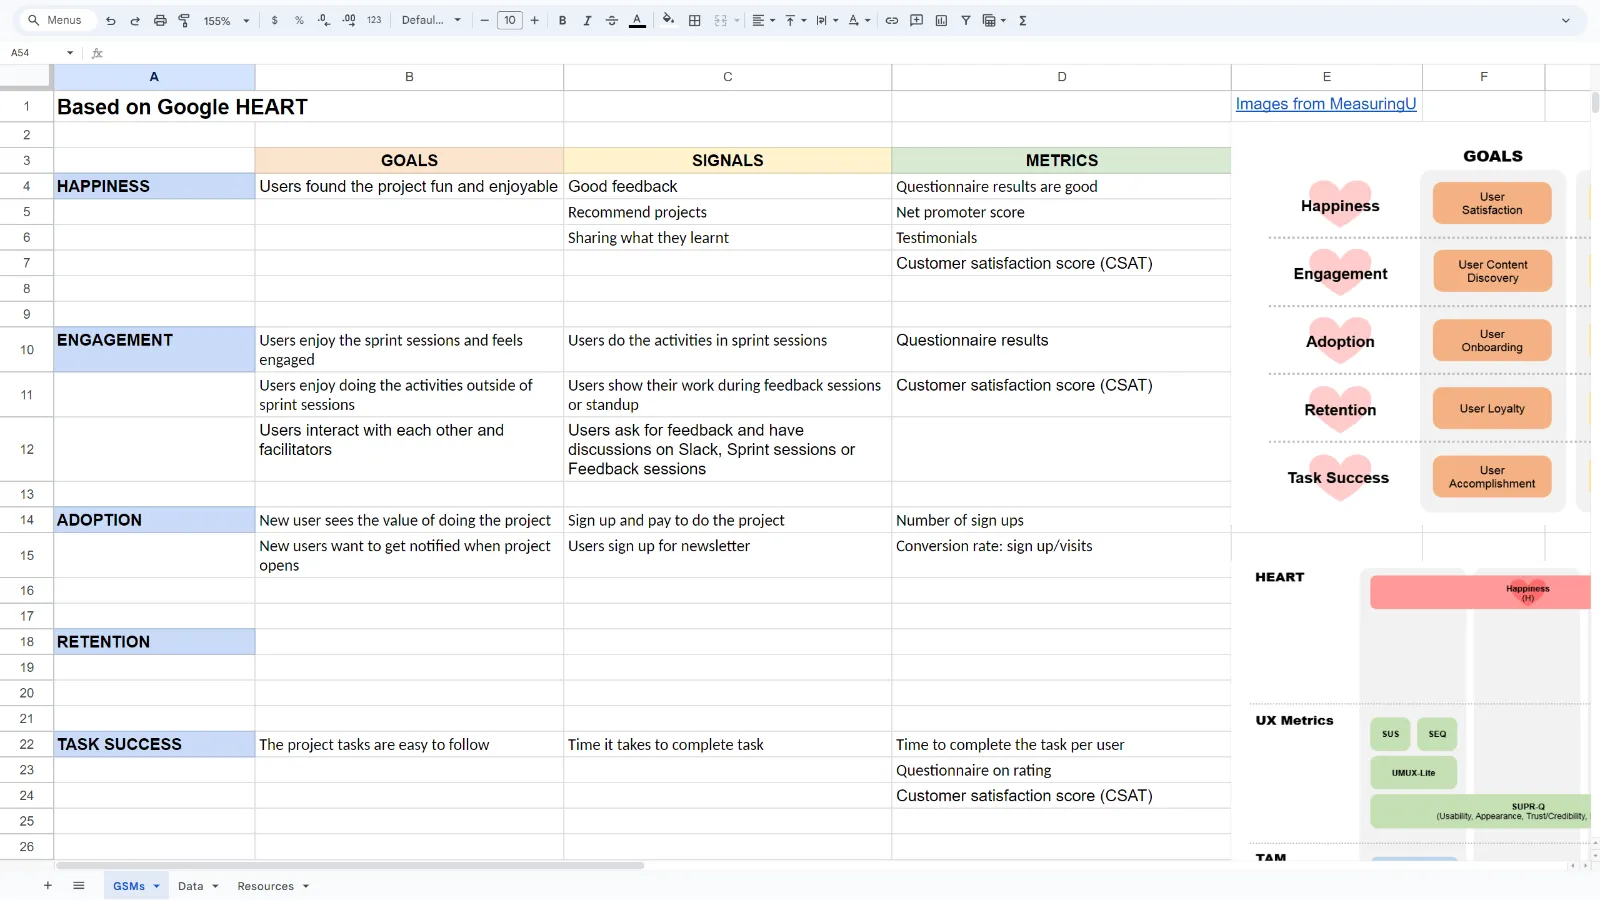 Menus 155% $ % .0 .00 123 Defaul... 10 B I A
A54 fx
A B C D E F
1 Based on Google HEART Images from MeasuringU
2
3 GOALS SIGNALS METRICS
4 HAPPINESS Users found the project fun and enjoyable Good feedback Questionnaire results are good
5 Recommend projects Net promoter score
6 Sharing what they learnt Testimonials
7 Customer satisfaction score (CSAT)
8
9
10 ENGAGEMENT Users enjoy the sprint sessions and feels Users do the activities in sprint sessions Questionnaire results
engaged
11 Users enjoy doing the activities outside of Users show their work during feedback sessions Customer satisfaction score (CSAT)
sprint sessions or standup
12 Users interact with each other and Users ask for feedback and have
facilitators discussions on Slack, Sprint sessions or
Feedback sessions
13
14 ADOPTION New user sees the value of doing the project Sign up and pay to do the project Number of sign ups
15 New users want to get notified when project Users sign up for newsletter Conversion rate: sign up/visits
opens
16
17
18 RETENTION
19
20
21
22 TASK SUCCESS The project tasks are easy to follow Time it takes to complete task Time to complete the task per user
23 Questionnaire on rating
24 Customer satisfaction score (CSAT)
25
26
GOALS
Happiness User
Satisfaction
Engagement User Content
Discovery
Adoption User
Onboarding
Retention User Loyalty
Task Success User
Accomplishment
HEART Happiness
(H)
UX Metrics SUS SEQ
UMUX-Lite
SUPR-Q
(Usability, Appearance, Trust/Credibility,
TAM
GSMs Data Resources